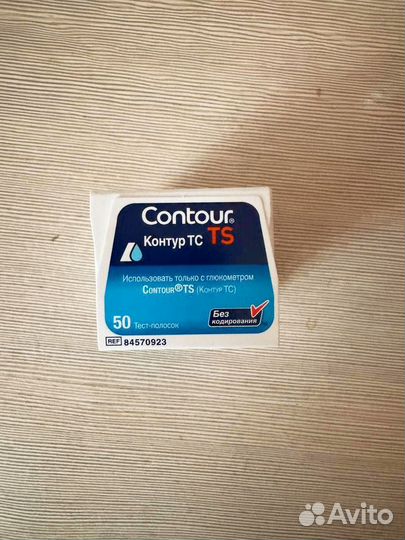 Contour®
Контур ТС TS
Использовать только с глюкометром
CONTOUR®TS (КОНТУР ТС)
50 Тест-полосок
Без
кодирования
REF 84570923
Avito